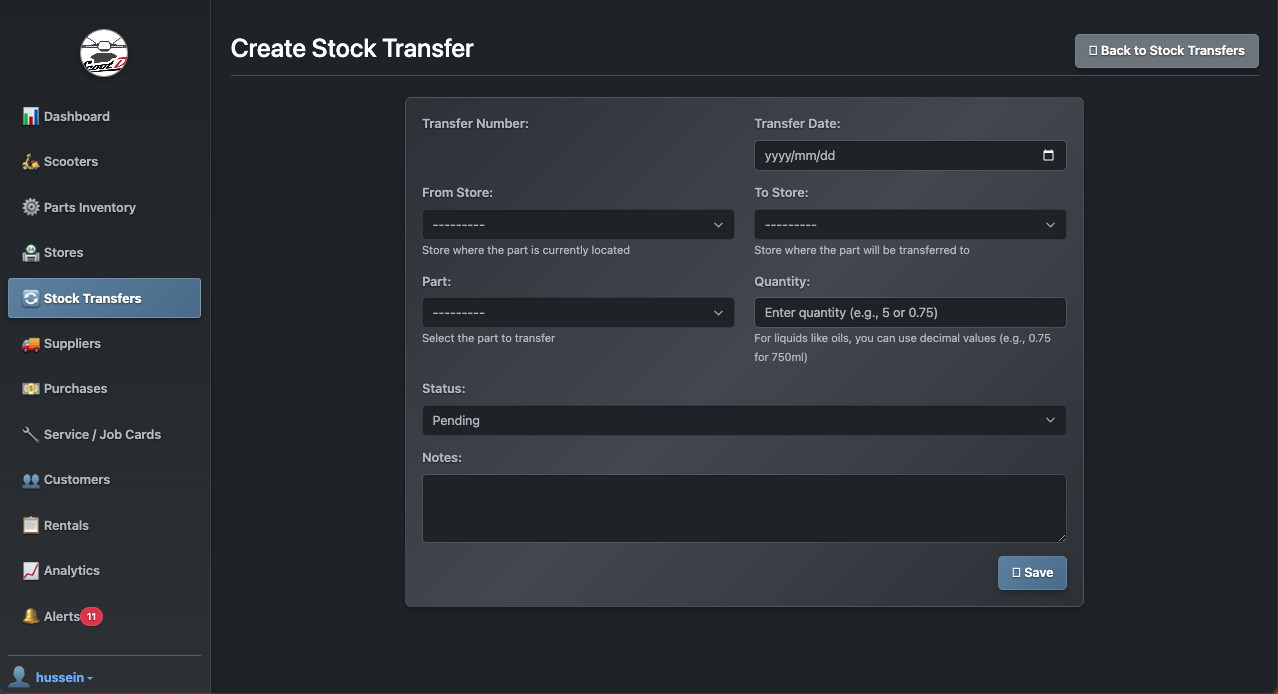 Create Stock Transfer
Back to Stock Transfers
Dashboard
Scooters
Parts Inventory
Stores
Stock Transfers
Suppliers
Purchases
Service / Job Cards
Customers
Rentals
Analytics
Alerts 11
hussein
Transfer Number:
Transfer Date:
yyyy/mm/dd
From Store:
---------
Store where the part is currently located
To Store:
---------
Store where the part will be transferred to
Part:
---------
Select the part to transfer
Quantity:
Enter quantity (e.g., 5 or 0.75)
For liquids like oils, you can use decimal values (e.g., 0.75
for 750ml)
Status:
Pending
Notes:
Save